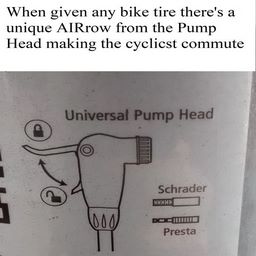 When given any bike tire there's a
unique AIRrow from the Pump
Head making the cyclicst commute
Universal Pump Head
Schrader
Presta